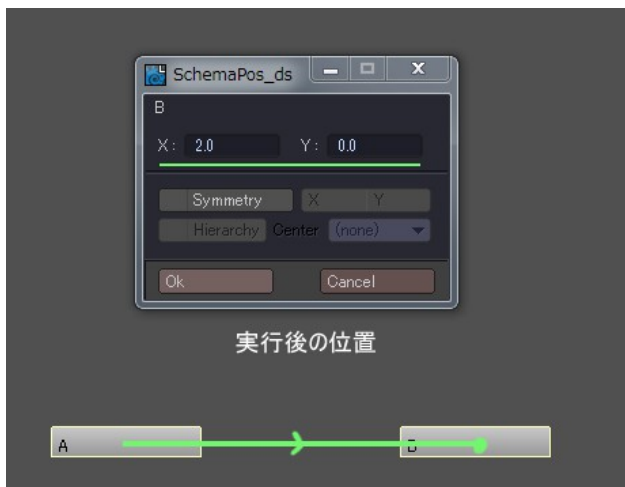 SchemaPos_ds
B
X: 2.0 Y: 0.0
Symmetry X Y
Hierarchy Center (none)
Ok Cancel
実行後の位置
A B